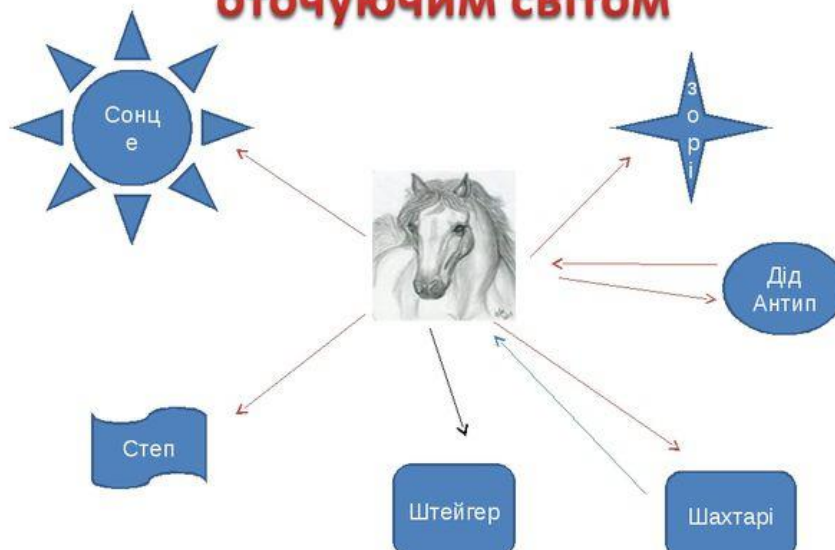 оточуючим світом
Сонц
е
з
о
р
і
Дід
Антип
Степ
Штейгер
Шахтарі